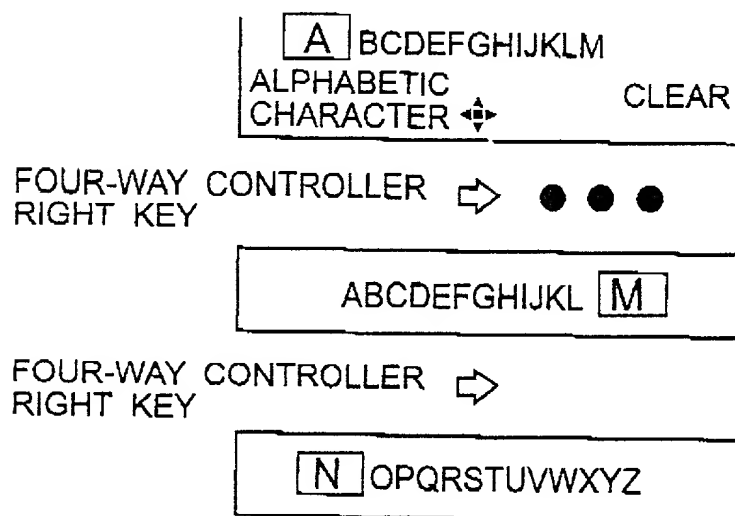 A BCDEFGHIJKLM
ALPHABETIC
CHARACTER CLEAR
FOUR-WAY CONTROLLER
RIGHT KEY
ABCDEFGHIJKL M
FOUR-WAY CONTROLLER
RIGHT KEY
N OPQRSTUVWXYZ